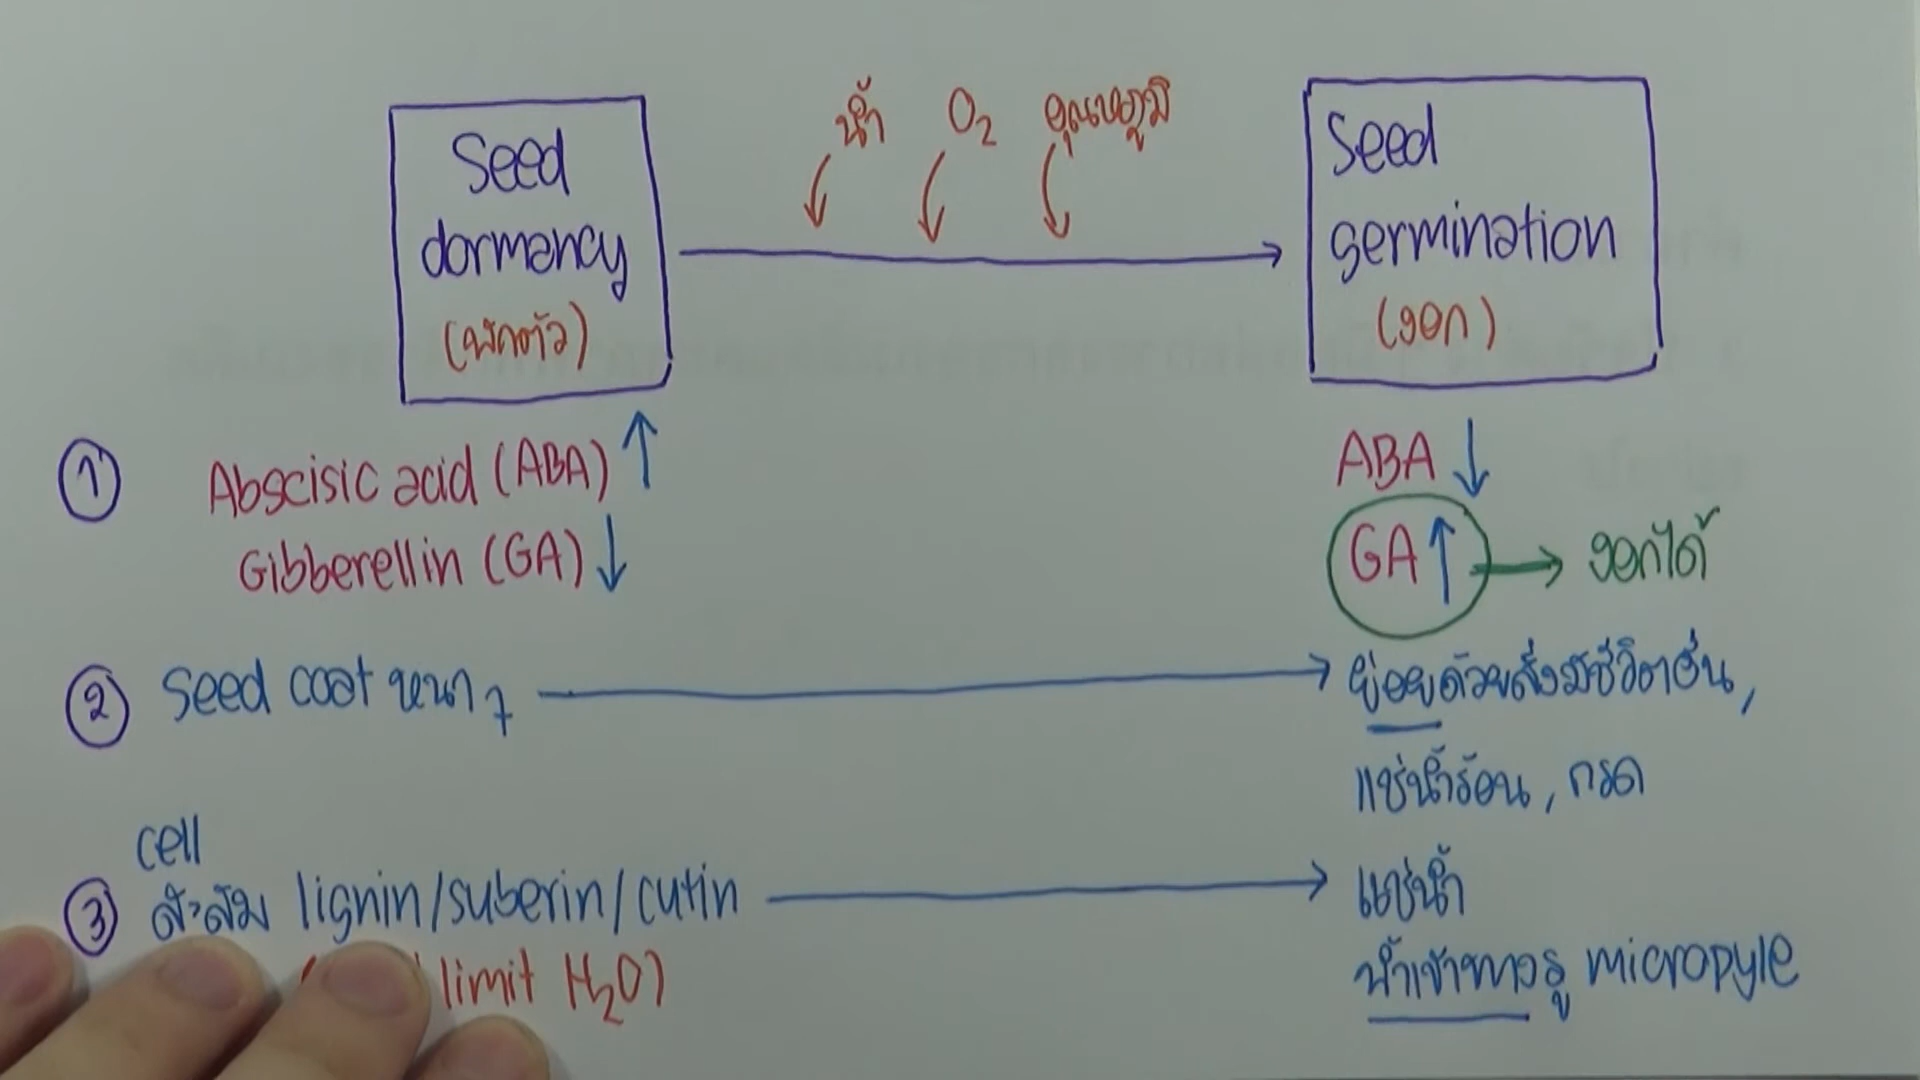 Seed
dormancy
(พักตัว)
น้ำ O2 อุณหภูมิ
Seed
germination
(งอก)
① Abscisic acid (ABA) ↑
Gibberellin (GA) ↓
ABA ↓
GA ↑ → งอกได้
② Seed coat หนา ๆ →
ย่อยด้วยสิ่งมีชีวิตอื่น,
แช่น้ำร้อน, กรด
cell
③ สะสม lignin/suberin/cutin →
limit H2O)
แช่น้ำ
น้ำเข้าทางรู micropyle